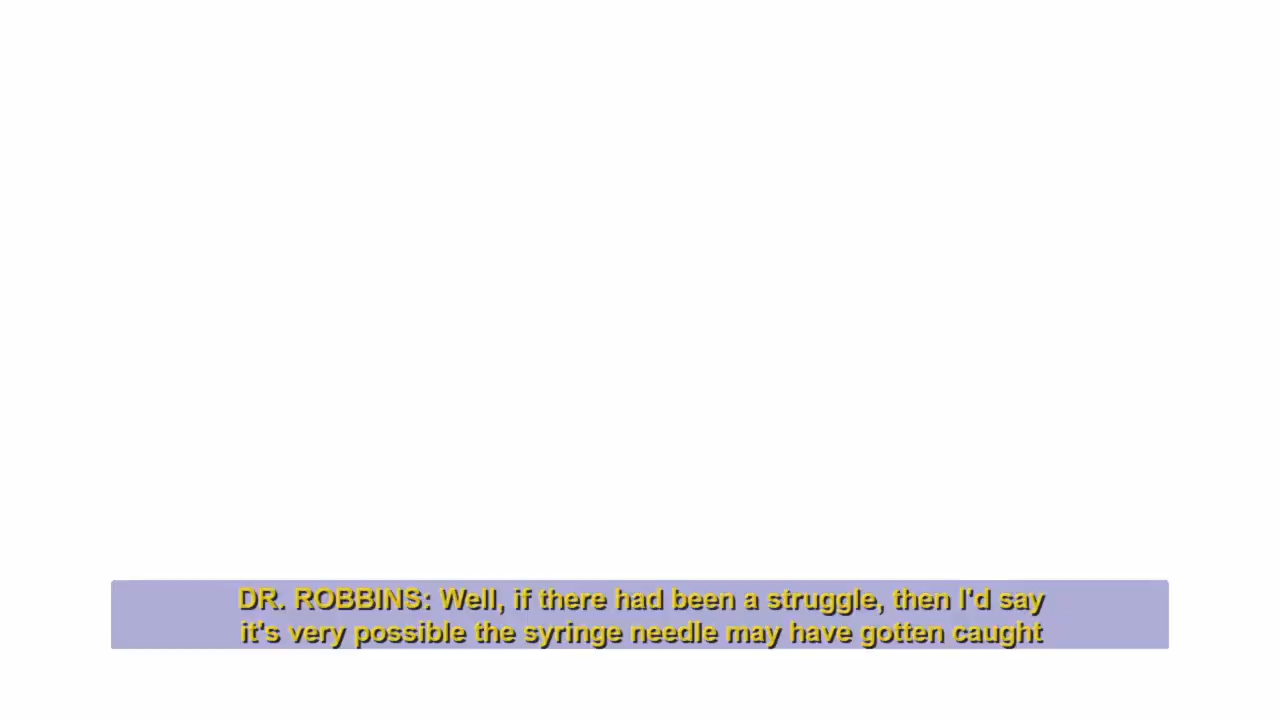 DR. ROBBINS: Well, if there had been a struggle, then I'd say
it's very possible the syringe needle may have gotten caught